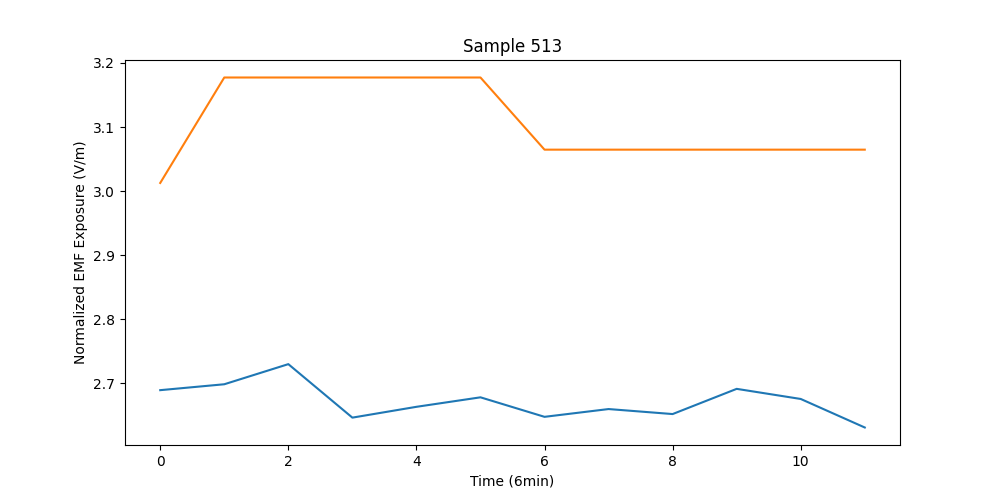 Sample 513
3.2
3.1
3.0
2.9
2.8
2.7
Normalized EMF Exposure (V/m)
0 2 4 6 8 10
Time (6min)